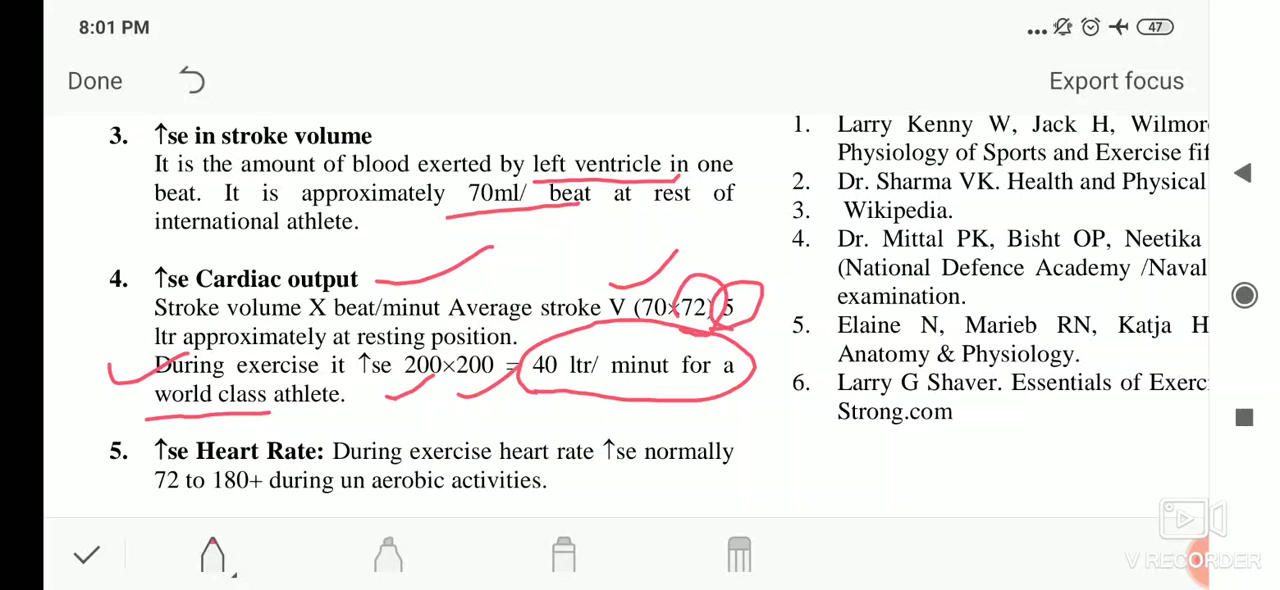 8:01 PM
47
Done
Export focus
3. ↑se in stroke volume
It is the amount of blood exerted by left ventricle in one
beat. It is approximately 70ml/ beat at rest of
international athlete.
4. ↑se Cardiac output
Stroke volume X beat/minut Average stroke V (70×72) 5
ltr approximately at resting position.
During exercise it ↑se 200×200 = 40 ltr/ minut for a
world class athlete.
5. ↑se Heart Rate: During exercise heart rate ↑se normally
72 to 180+ during un aerobic activities.
1. Larry Kenny W, Jack H, Wilmor
Physiology of Sports and Exercise fif
2. Dr. Sharma VK. Health and Physical
3. Wikipedia.
4. Dr. Mittal PK, Bisht OP, Neetika
(National Defence Academy /Naval
examination.
5. Elaine N, Marieb RN, Katja H
Anatomy & Physiology.
6. Larry G Shaver. Essentials of Exerc
Strong.com
V RECORDER